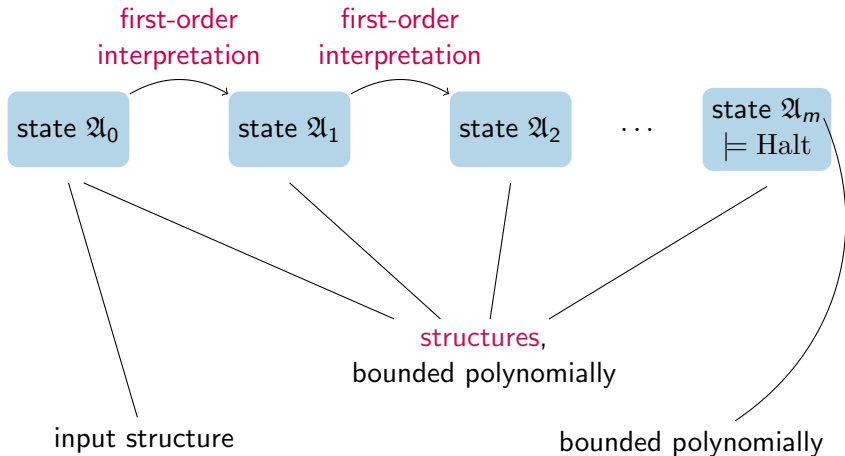 first-order first-order
interpretation interpretation
state 𝔄₀ state 𝔄₁ state 𝔄₂ ··· state 𝔄ₘ
⊨ Halt
structures,
bounded polynomially
input structure
bounded polynomially